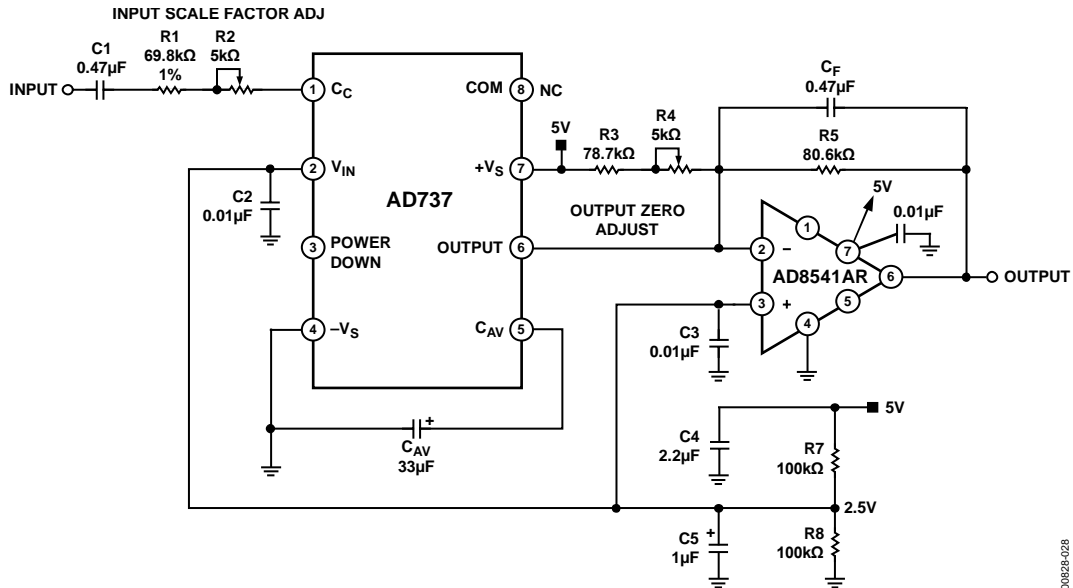 INPUT SCALE FACTOR ADJ
C1
0.47µF
R1
69.8kΩ
1%
R2
5kΩ
INPUT
1
CC
COM
8
NC
2
VIN
+VS
7
C2
0.01µF
AD737
3
POWER
DOWN
OUTPUT
6
4
–VS
CAV
5
CAV
33µF
+
5V
R3
78.7kΩ
R4
5kΩ
OUTPUT ZERO
ADJUST
CF
0.47µF
R5
80.6kΩ
5V
0.01µF
1
7
2
–
AD8541AR
6
OUTPUT
3
+
5
4
C3
0.01µF
5V
C4
2.2µF
R7
100kΩ
2.5V
C5
1µF
+
R8
100kΩ
00828-028